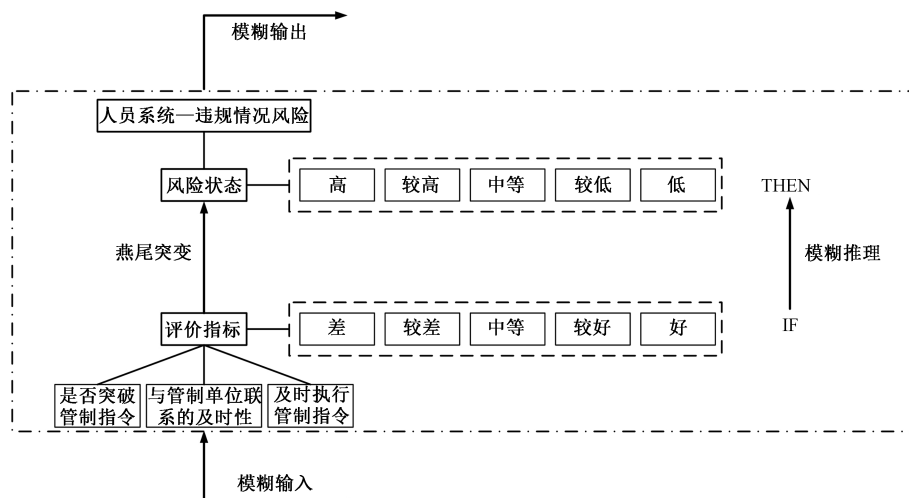 模糊输出
人员系统—违规情况风险
风险状态
高
较高
中等
较低
低
THEN
燕尾突变
模糊推理
评价指标
差
较差
中等
较好
好
IF
是否突破
管制指令
与管制单位联
系的及时性
及时执行
管制指令
模糊输入